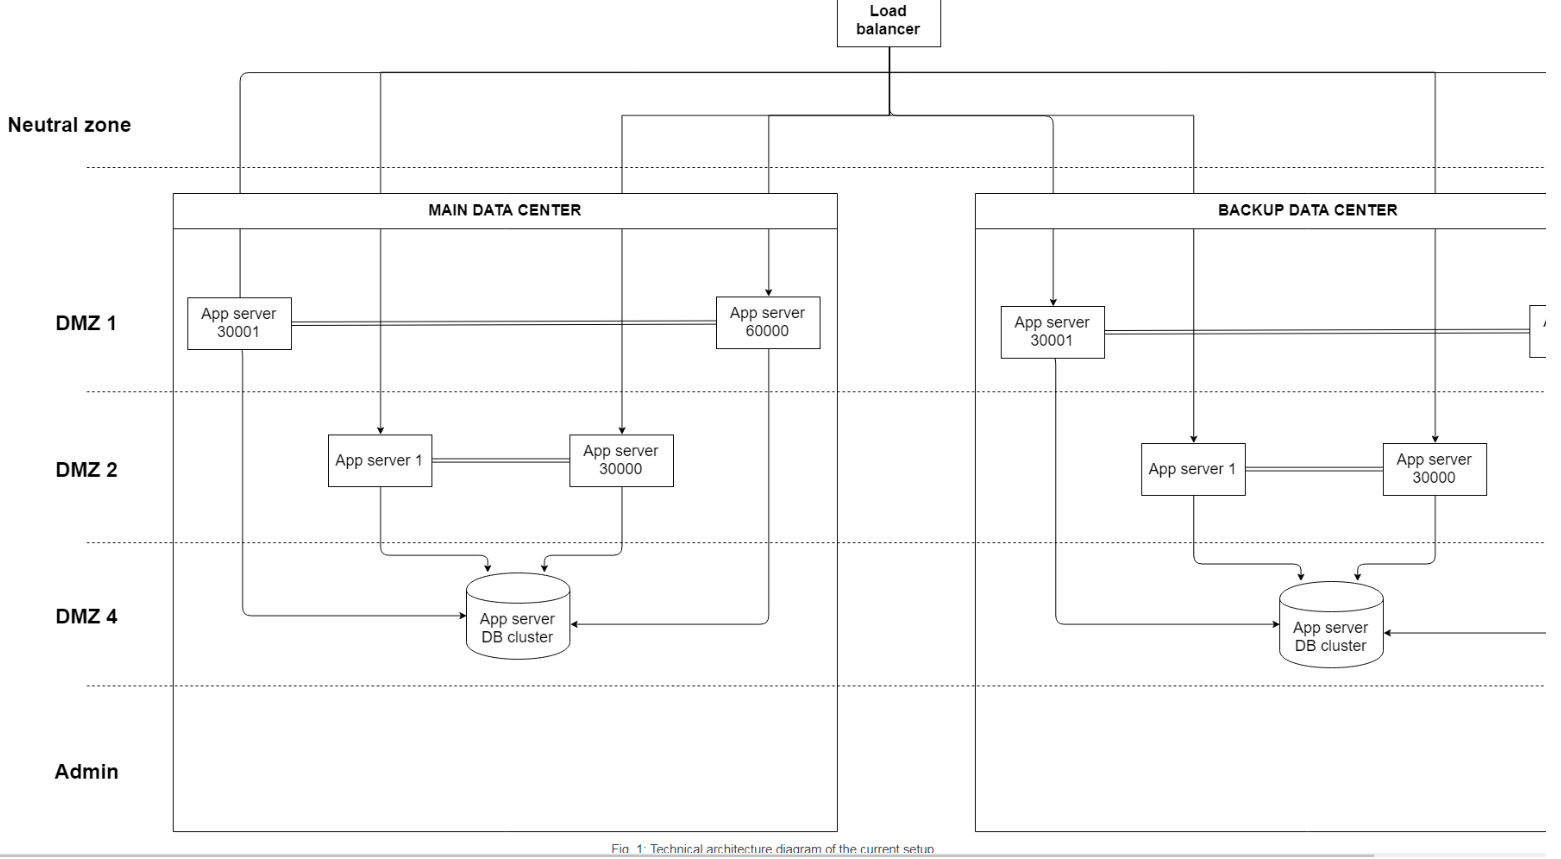 Load
balancer
Neutral zone
MAIN DATA CENTER
BACKUP DATA CENTER
DMZ 1
App server
30001
App server
60000
App server
30001
DMZ 2
App server 1
App server
30000
App server 1
App server
30000
DMZ 4
App server
DB cluster
App server
DB cluster
Admin
Fig. 1: Technical architecture diagram of the current setup